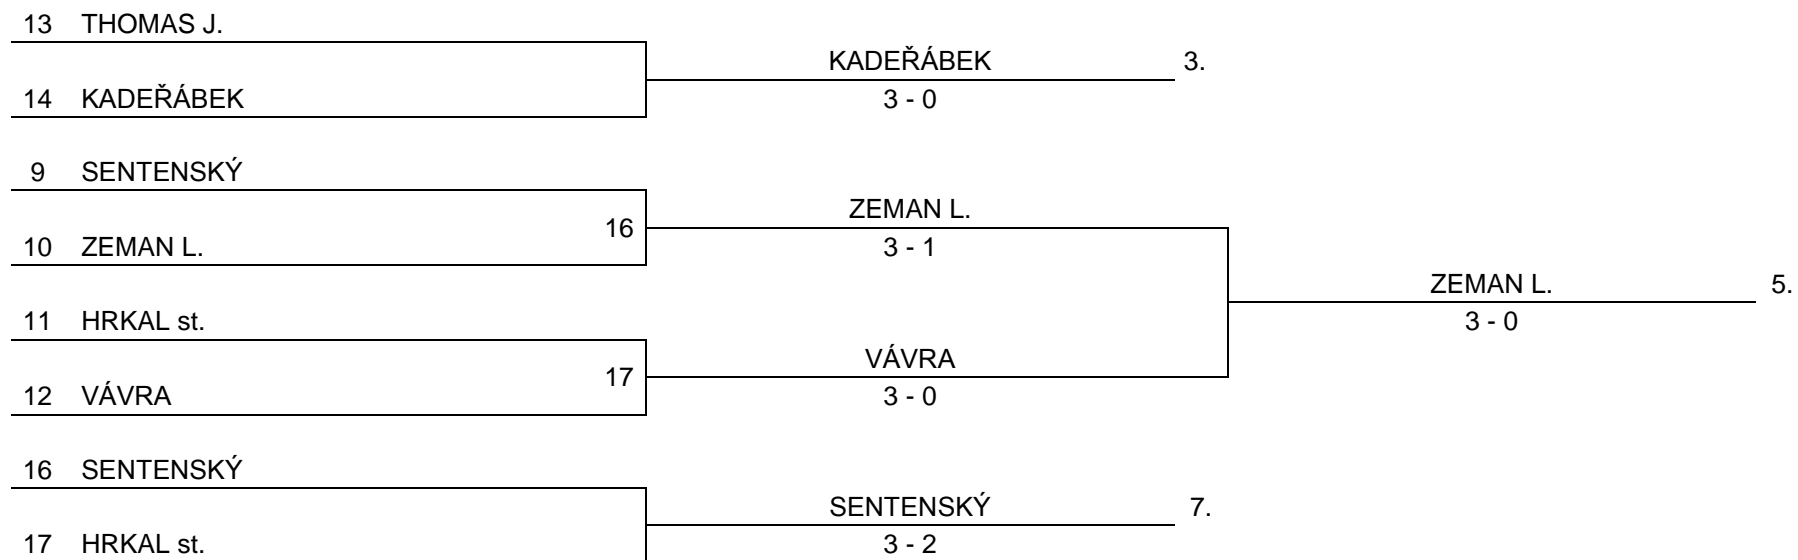 13 THOMAS J.
KADEŘÁBEK 3.
14 KADEŘÁBEK 3 - 0
9 SENTENSKÝ
ZEMAN L.
16
10 ZEMAN L. 3 - 1
ZEMAN L. 5.
11 HRKAL st. 3 - 0
VÁVRA
17
12 VÁVRA 3 - 0
16 SENTENSKÝ
SENTENSKÝ 7.
17 HRKAL st. 3 - 2